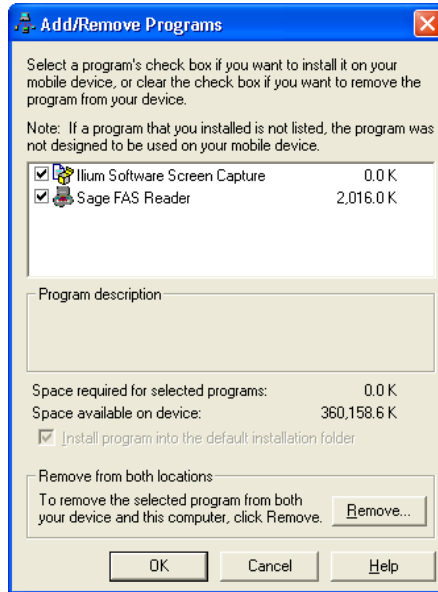 Add/Remove Programs
Select a program's check box if you want to install it on your
mobile device, or clear the check box if you want to remove the
program from your device.
Note: If a program that you installed is not listed, the program was
not designed to be used on your mobile device.
Ilium Software Screen Capture 0.0 K
Sage FAS Reader 2,016.0 K
Program description
Space required for selected programs: 0.0 K
Space available on device: 360,158.6 K
Install program into the default installation folder
Remove from both locations
To remove the selected program from both
your device and this computer, click Remove.
Remove...
OK Cancel Help